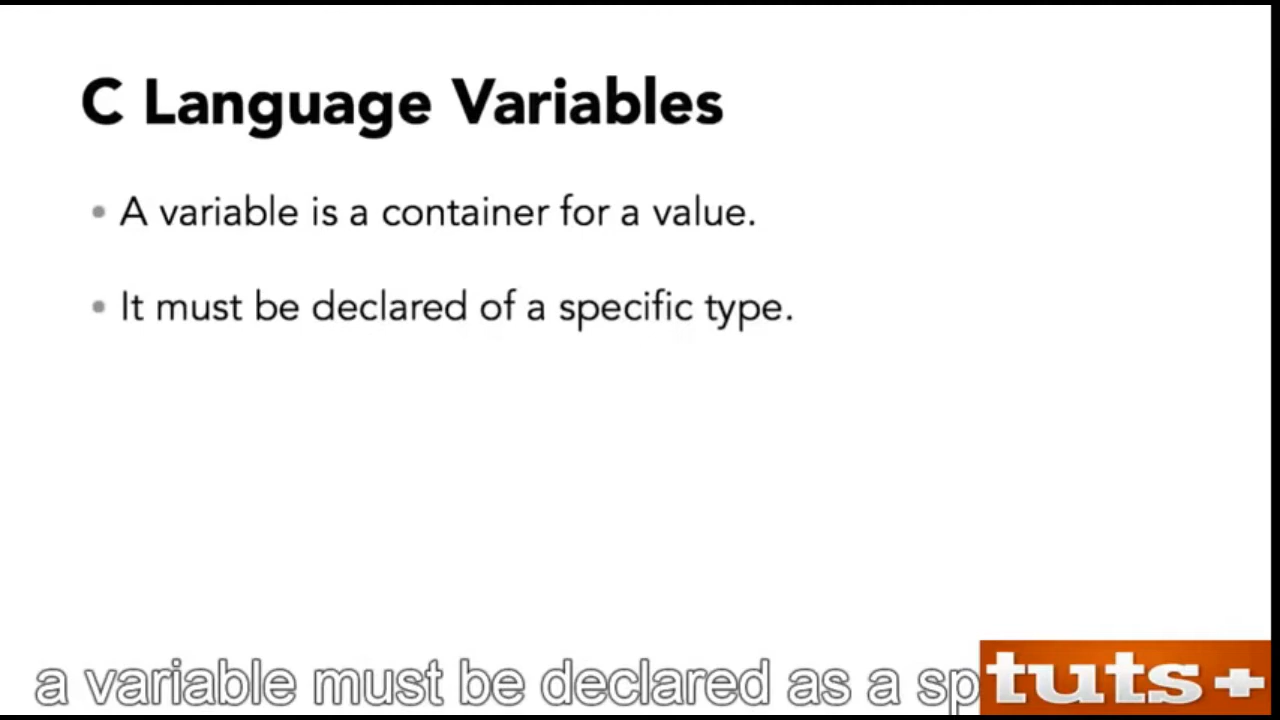 C Language Variables
• A variable is a container for a value.
• It must be declared of a specific type.
a variable must be declared as a sp
tuts+